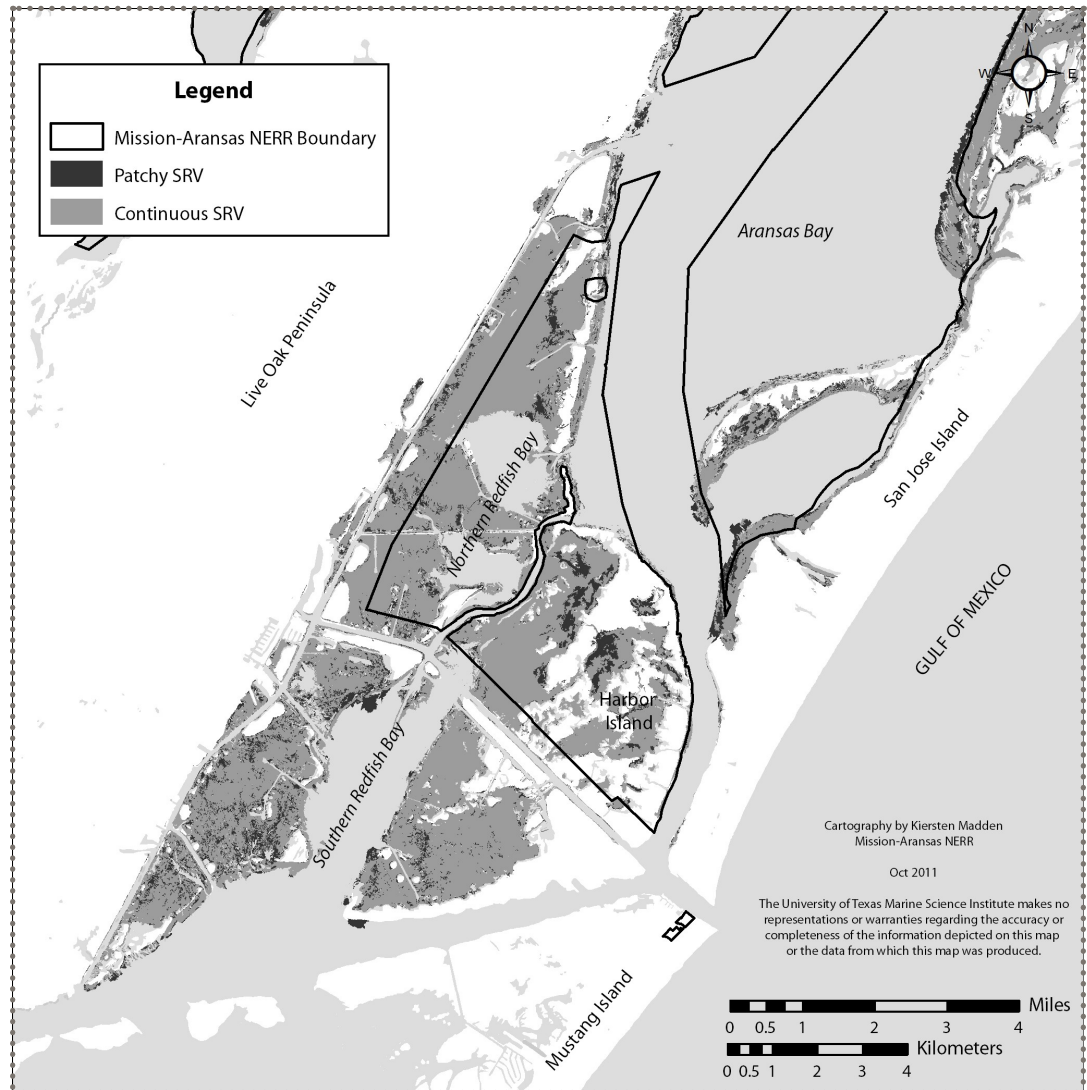 N
W
E
S
Legend
Mission-Aransas NERR Boundary
Patchy SRV
Continuous SRV
Aransas Bay
Live Oak Peninsula
Northern Redfish Bay
San Jose Island
GULF OF MEXICO
Harbor
Island
Southern Redfish Bay
Mustang Island
Cartography by Kiersten Madden
Mission-Aransas NERR
Oct 2011
The University of Texas Marine Science Institute makes no
representations or warranties regarding the accuracy or
completeness of the information depicted on this map
or the data from which this map was produced.
Miles
0 0.5 1 2 3 4
Kilometers
0 0.5 1 2 3 4